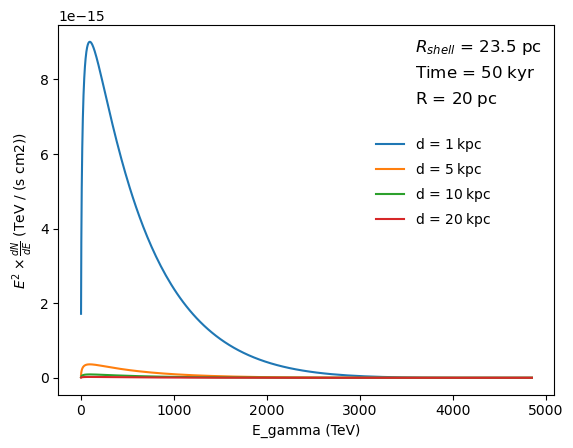 1e−15
R_shell = 23.5 pc
Time = 50 kyr
R = 20 pc
d = 1 kpc
d = 5 kpc
d = 10 kpc
d = 20 kpc
E² × dN/dE (TeV / (s cm2))
8
6
4
2
0
0 1000 2000 3000 4000 5000
E_gamma (TeV)